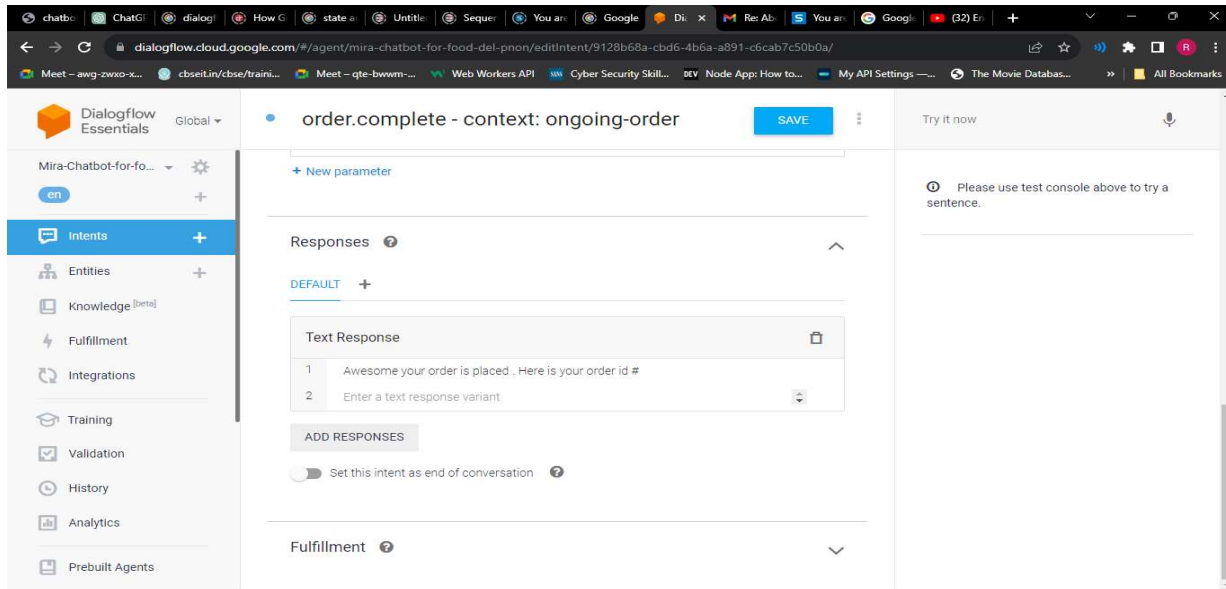 chatbo
ChatGF
dialogf
How G
state a
Untitle
Sequer
You are
Google
Di
Re: Ab
You are
Google
(32) Er
dialogflow.cloud.google.com/#/agent/mira-chatbot-for-food-del-pnon/editIntent/9128b68a-cbd6-4b6a-a891-c6cab7c50b0a/
R
Meet – awg-zwxo-x...
cbseit.in/cbse/traini...
Meet – qte-bwwm-...
Web Workers API
Cyber Security Skill...
DEV
Node App: How to...
My API Settings —...
The Movie Databas...
»
All Bookmarks
Dialogflow
Essentials
Global
order.complete - context: ongoing-order
SAVE
Try it now
Mira-Chatbot-for-fo...
en
+ New parameter
Please use test console above to try a
sentence.
Intents
Responses
Entities
DEFAULT
Knowledge [beta]
Fulfillment
Text Response
Integrations
1 Awesome your order is placed . Here is your order id #
2 Enter a text response variant
Training
ADD RESPONSES
Validation
Set this intent as end of conversation
History
Analytics
Fulfillment
Prebuilt Agents